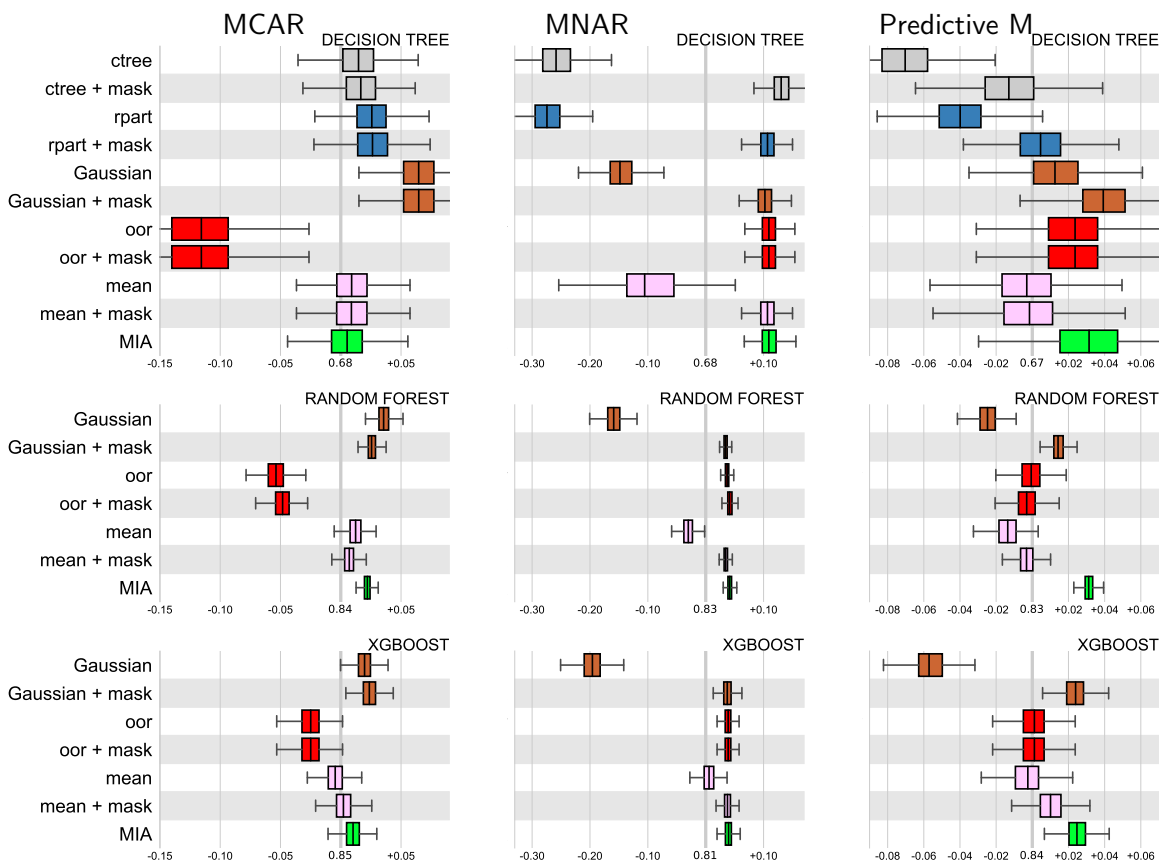 MCAR MNAR Predictive M
DECISION TREE DECISION TREE DECISION TREE
ctree
ctree + mask
rpart
rpart + mask
Gaussian
Gaussian + mask
oor
oor + mask
mean
mean + mask
MIA
-0.15 -0.10 -0.05 0.68 +0.05 -0.30 -0.20 -0.10 0.68 +0.10 -0.08 -0.06 -0.04 -0.02 0.67 +0.02 +0.04 +0.06
RANDOM FOREST RANDOM FOREST RANDOM FOREST
Gaussian
Gaussian + mask
oor
oor + mask
mean
mean + mask
MIA
-0.15 -0.10 -0.05 0.84 +0.05 -0.30 -0.20 -0.10 0.83 +0.10 -0.08 -0.06 -0.04 -0.02 0.83 +0.02 +0.04 +0.06
XGBOOST XGBOOST XGBOOST
Gaussian
Gaussian + mask
oor
oor + mask
mean
mean + mask
MIA
-0.15 -0.10 -0.05 0.85 +0.05 -0.30 -0.20 -0.10 0.81 +0.10 -0.08 -0.06 -0.04 -0.02 0.83 +0.02 +0.04 +0.06